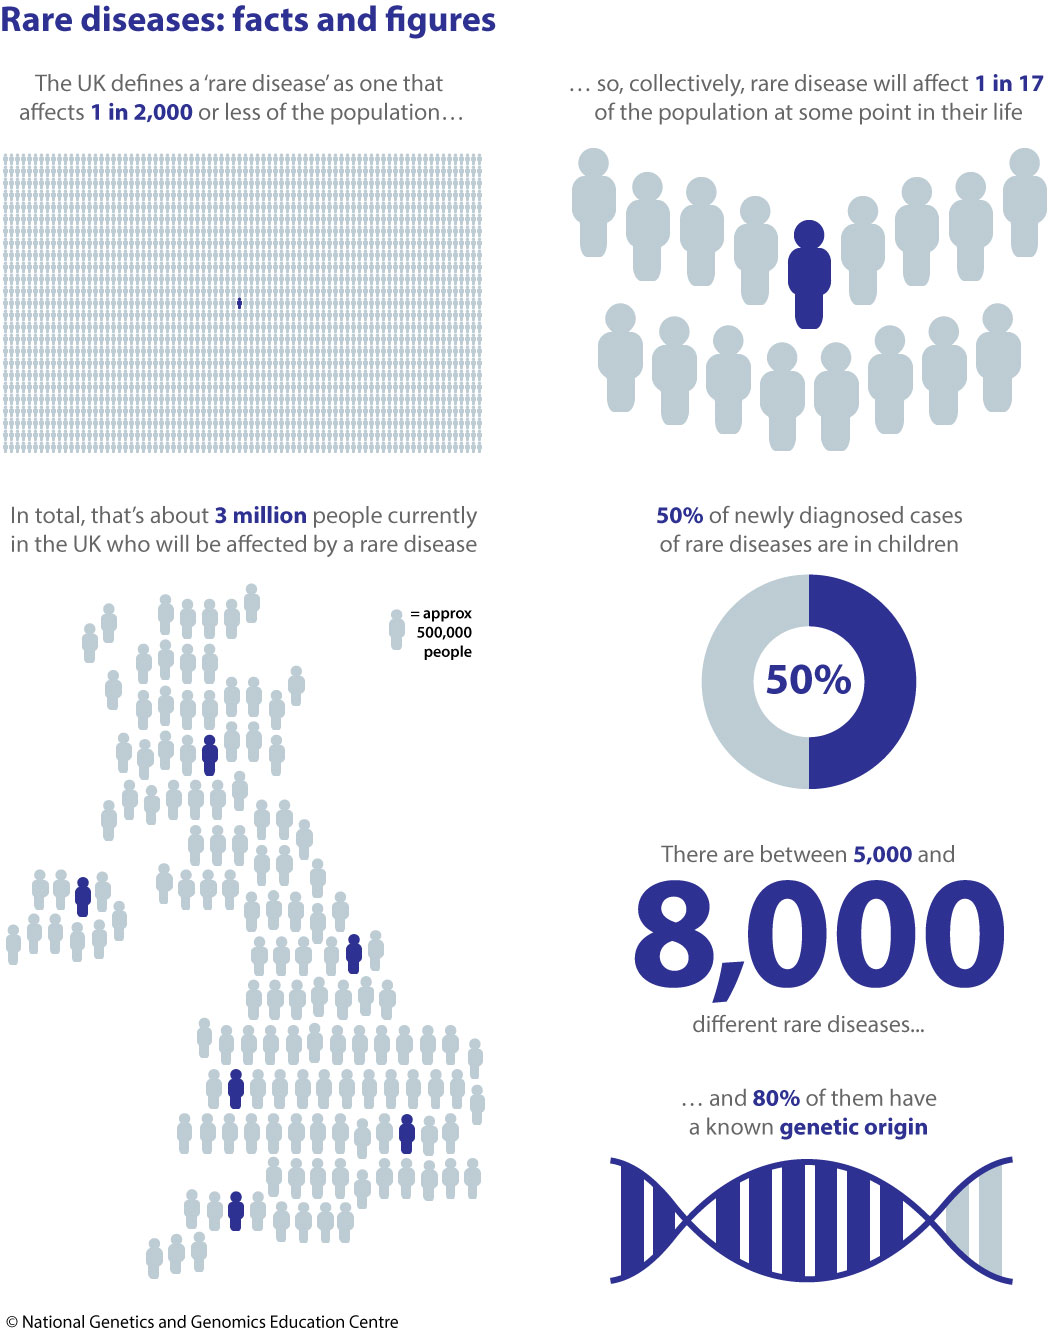 Rare diseases: facts and figures
The UK defines a ‘rare disease’ as one that
affects 1 in 2,000 or less of the population…
… so, collectively, rare disease will affect 1 in 17
of the population at some point in their life
In total, that’s about 3 million people currently
in the UK who will be affected by a rare disease
= approx
500,000
people
50% of newly diagnosed cases
of rare diseases are in children
50%
There are between 5,000 and
8,000
different rare diseases...
… and 80% of them have
a known genetic origin
© National Genetics and Genomics Education Centre